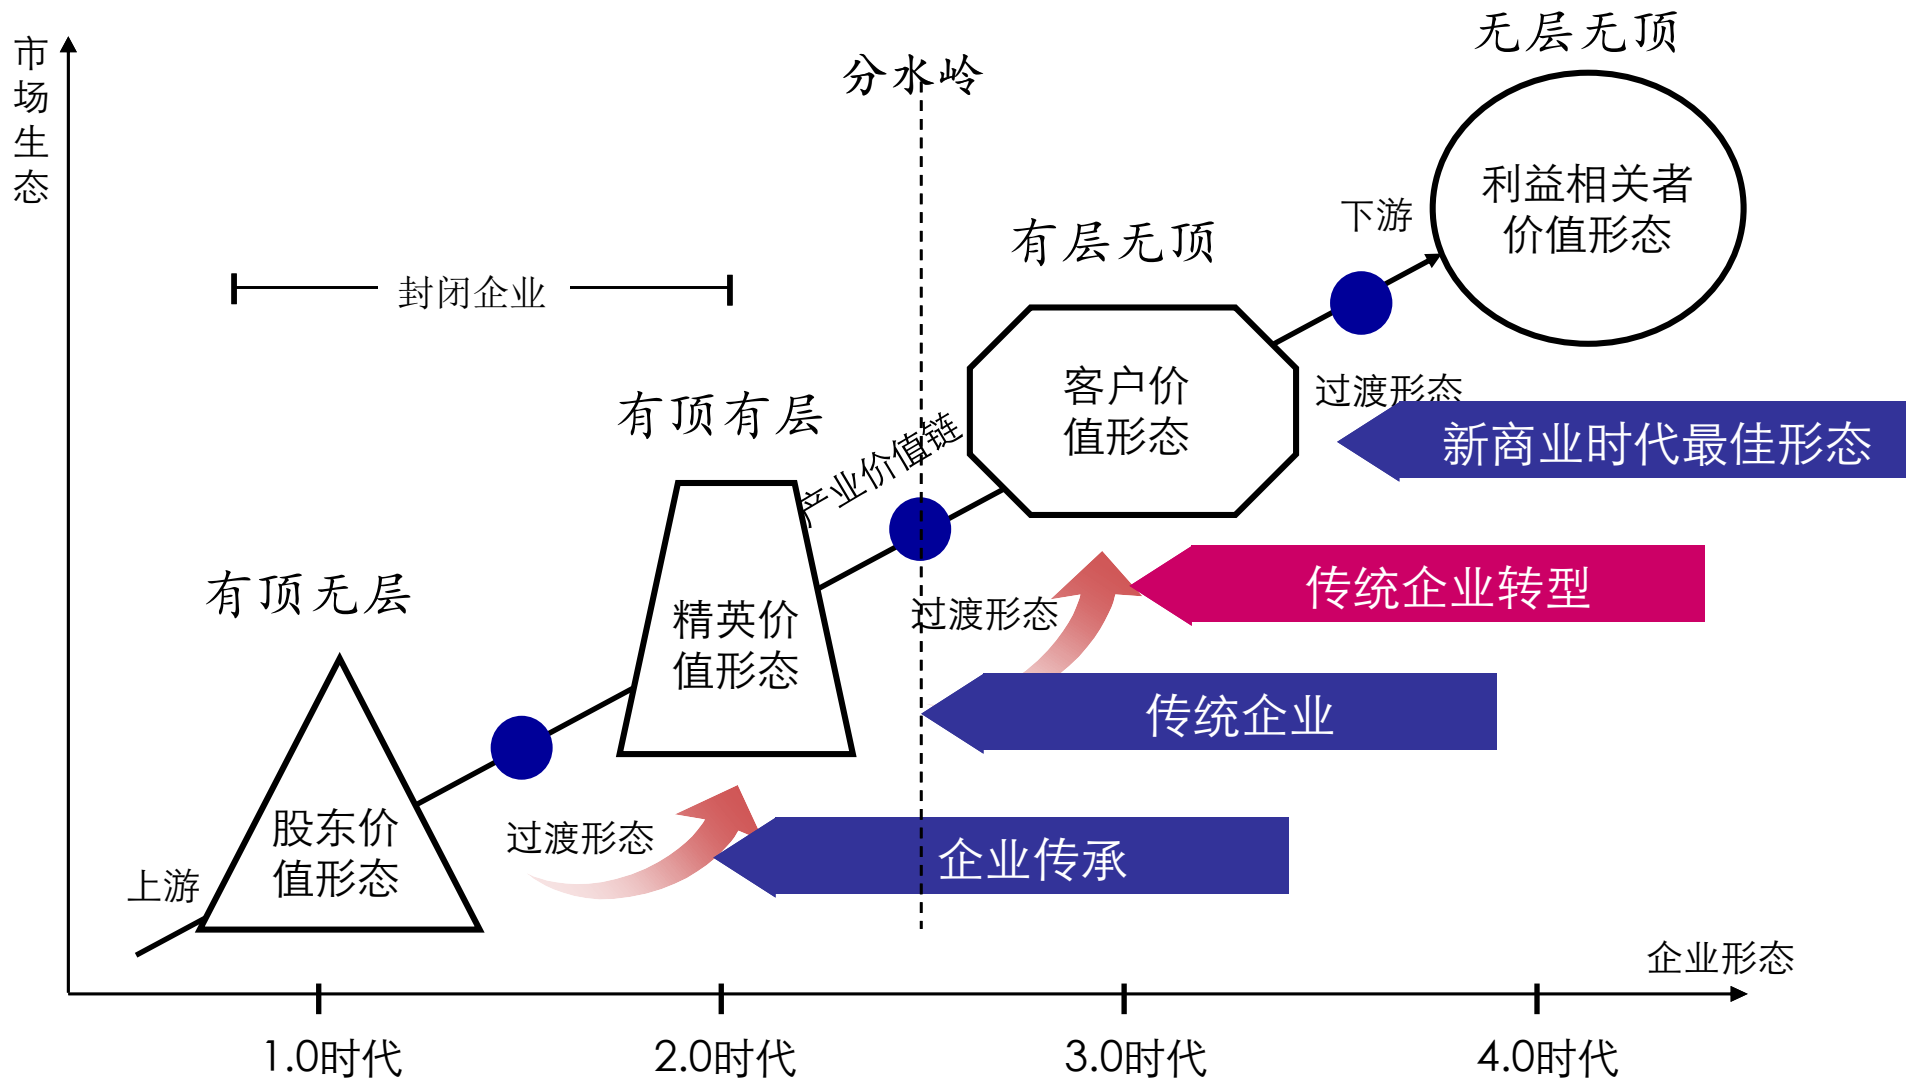 无层无顶
市场生态
分水岭
利益相关者
价值形态
下游
有层无顶
封闭企业
客户价
值形态
过渡形态
有顶有层
产业价值链
新商业时代最佳形态
有顶无层
传统企业转型
过渡形态
精英价
值形态
传统企业
过渡形态
股东价
值形态
企业传承
上游
企业形态
1.0时代
2.0时代
3.0时代
4.0时代